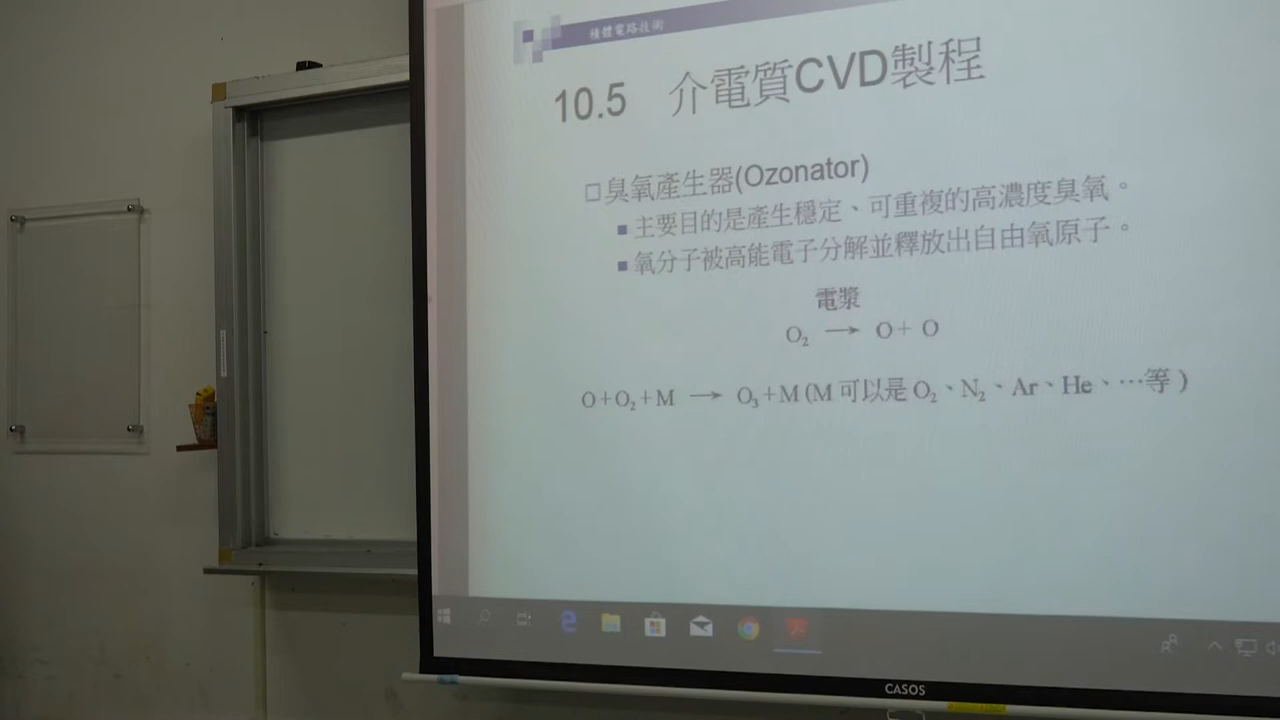 積體電路技術
10.5 介電質CVD製程
□臭氧產生器(Ozonator)
■主要目的是產生穩定、可重複的高濃度臭氧。
■氧分子被高能電子分解並釋放出自由氧原子。
電漿
O₂ → O + O
O+O₂+M → O₃+M (M 可以是 O₂、N₂、Ar、He、…等)
CASOS